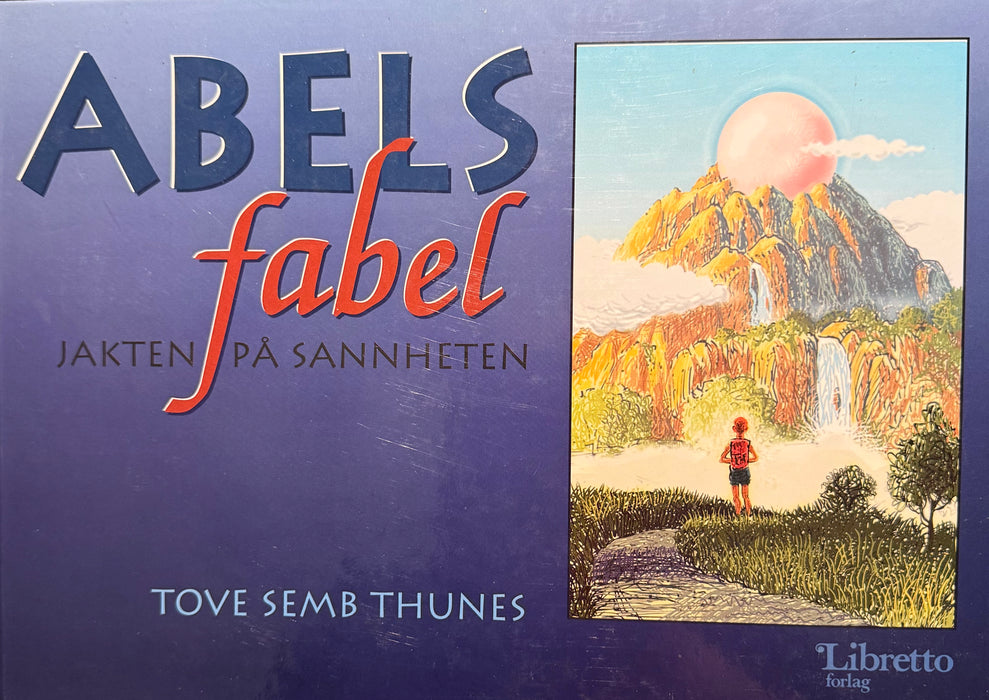 ABELS
fabel
JAKTEN PÅ SANNHETEN
TOVE SEMB THUNES
Libretto
forlag